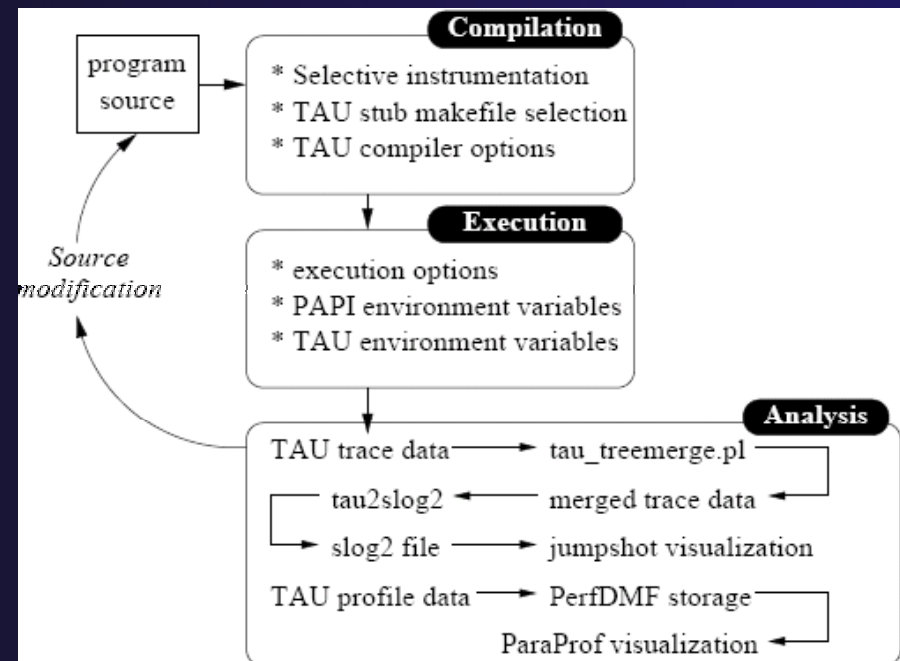 program
source
Compilation
* Selective instrumentation
* TAU stub makefile selection
* TAU compiler options
Execution
* execution options
* PAPI environment variables
* TAU environment variables
Source
modification
Analysis
TAU trace data
tau_treemerge.pl
tau2slog2
merged trace data
slog2 file
jumpshot visualization
TAU profile data
PerfDMF storage
ParaProf visualization